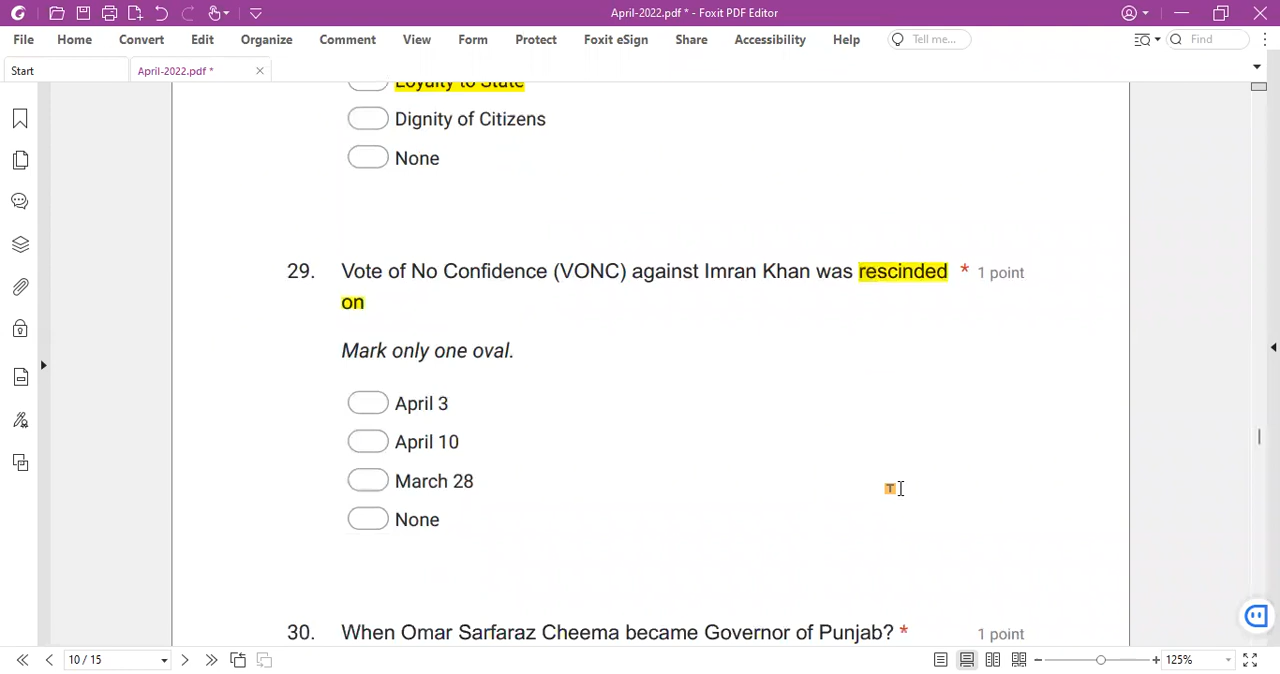 April-2022.pdf * - Foxit PDF Editor
File Home Convert Edit Organize Comment View Form Protect Foxit eSign Share Accessibility Help Tell me... Find
Start April-2022.pdf *
Loyalty to State
Dignity of Citizens
None
29. Vote of No Confidence (VONC) against Imran Khan was rescinded * 1 point
on
Mark only one oval.
April 3
April 10
March 28
T
None
30. When Omar Sarfaraz Cheema became Governor of Punjab? * 1 point
10 / 15 125%